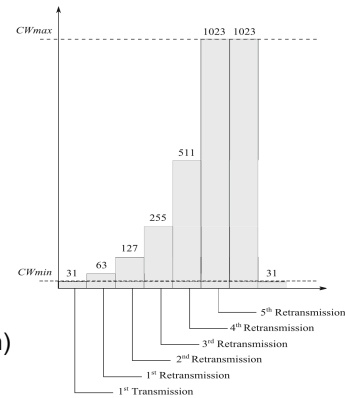 CWmax
1023 1023
511
255
127
63
CWmin
31
31
5th Retransmission
4th Retransmission
3rd Retransmission
2nd Retransmission
1st Retransmission
1st Transmission
)